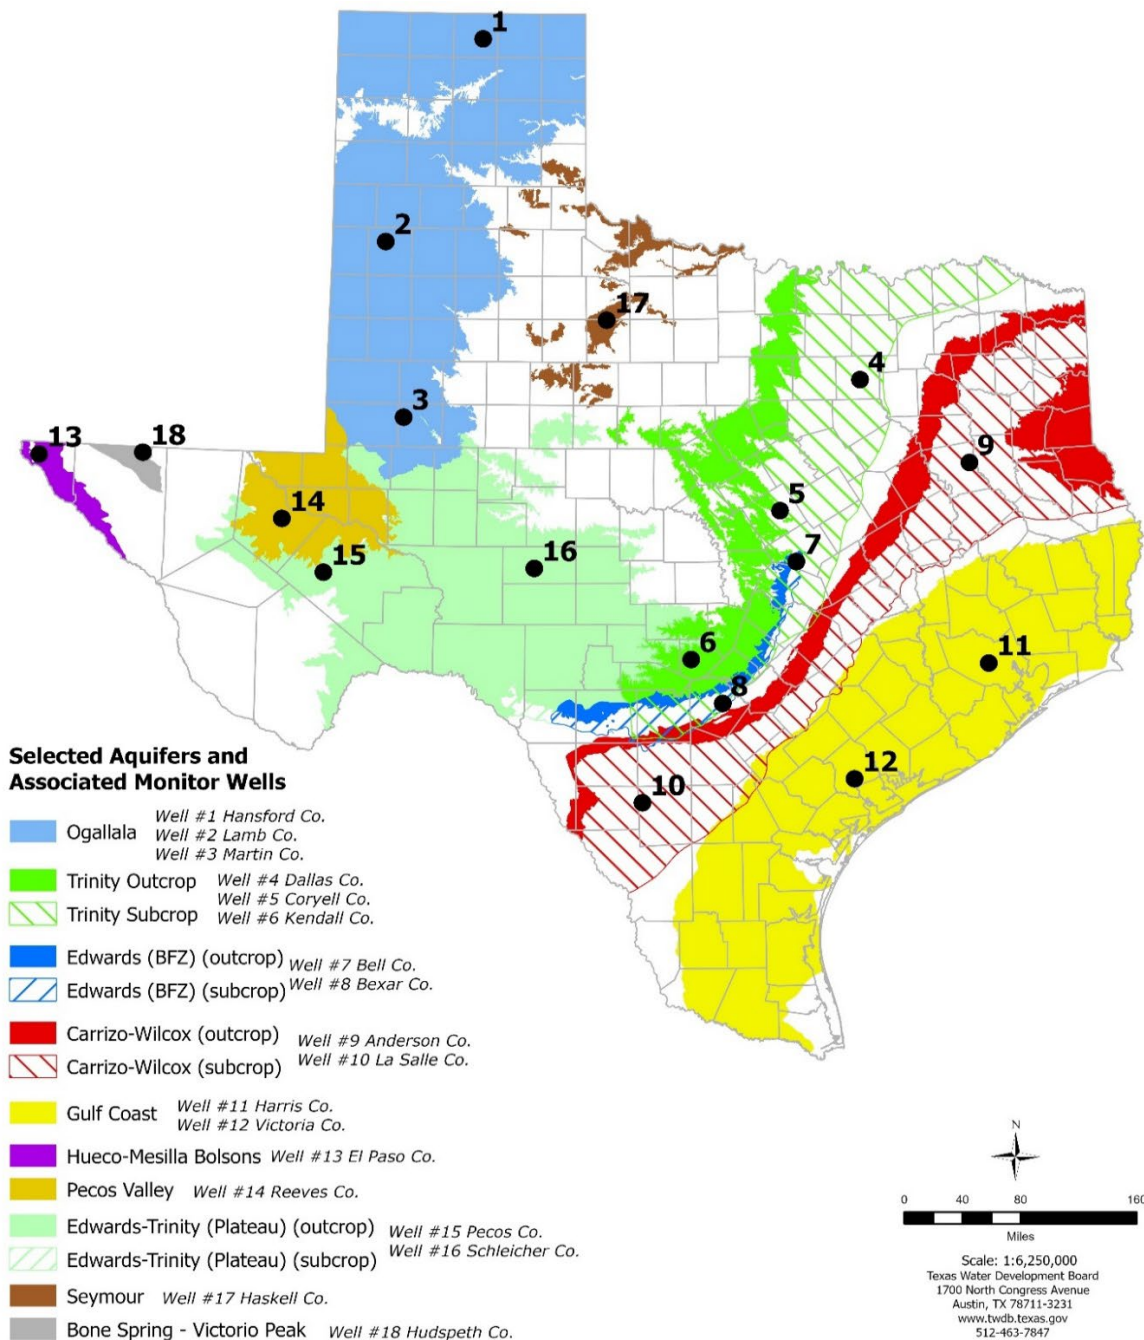 1
2
17
4
3
13
18
9
14
5
15
16
7
6
11
8
12
10
Selected Aquifers and
Associated Monitor Wells
Ogallala
Well #1 Hansford Co.
Well #2 Lamb Co.
Well #3 Martin Co.
Trinity Outcrop
Trinity Subcrop
Well #4 Dallas Co.
Well #5 Coryell Co.
Well #6 Kendall Co.
Edwards (BFZ) (outcrop)
Edwards (BFZ) (subcrop)
Well #7 Bell Co.
Well #8 Bexar Co.
Carrizo-Wilcox (outcrop)
Carrizo-Wilcox (subcrop)
Well #9 Anderson Co.
Well #10 La Salle Co.
Gulf Coast
Well #11 Harris Co.
Well #12 Victoria Co.
Hueco-Mesilla Bolsons Well #13 El Paso Co.
Pecos Valley Well #14 Reeves Co.
Edwards-Trinity (Plateau) (outcrop)
Edwards-Trinity (Plateau) (subcrop)
Well #15 Pecos Co.
Well #16 Schleicher Co.
Seymour Well #17 Haskell Co.
Bone Spring - Victorio Peak Well #18 Hudspeth Co.
N
0 40 80 160
Miles
Scale: 1:6,250,000
Texas Water Development Board
1700 North Congress Avenue
Austin, TX 78711-3231
www.twdb.texas.gov
512-463-7847